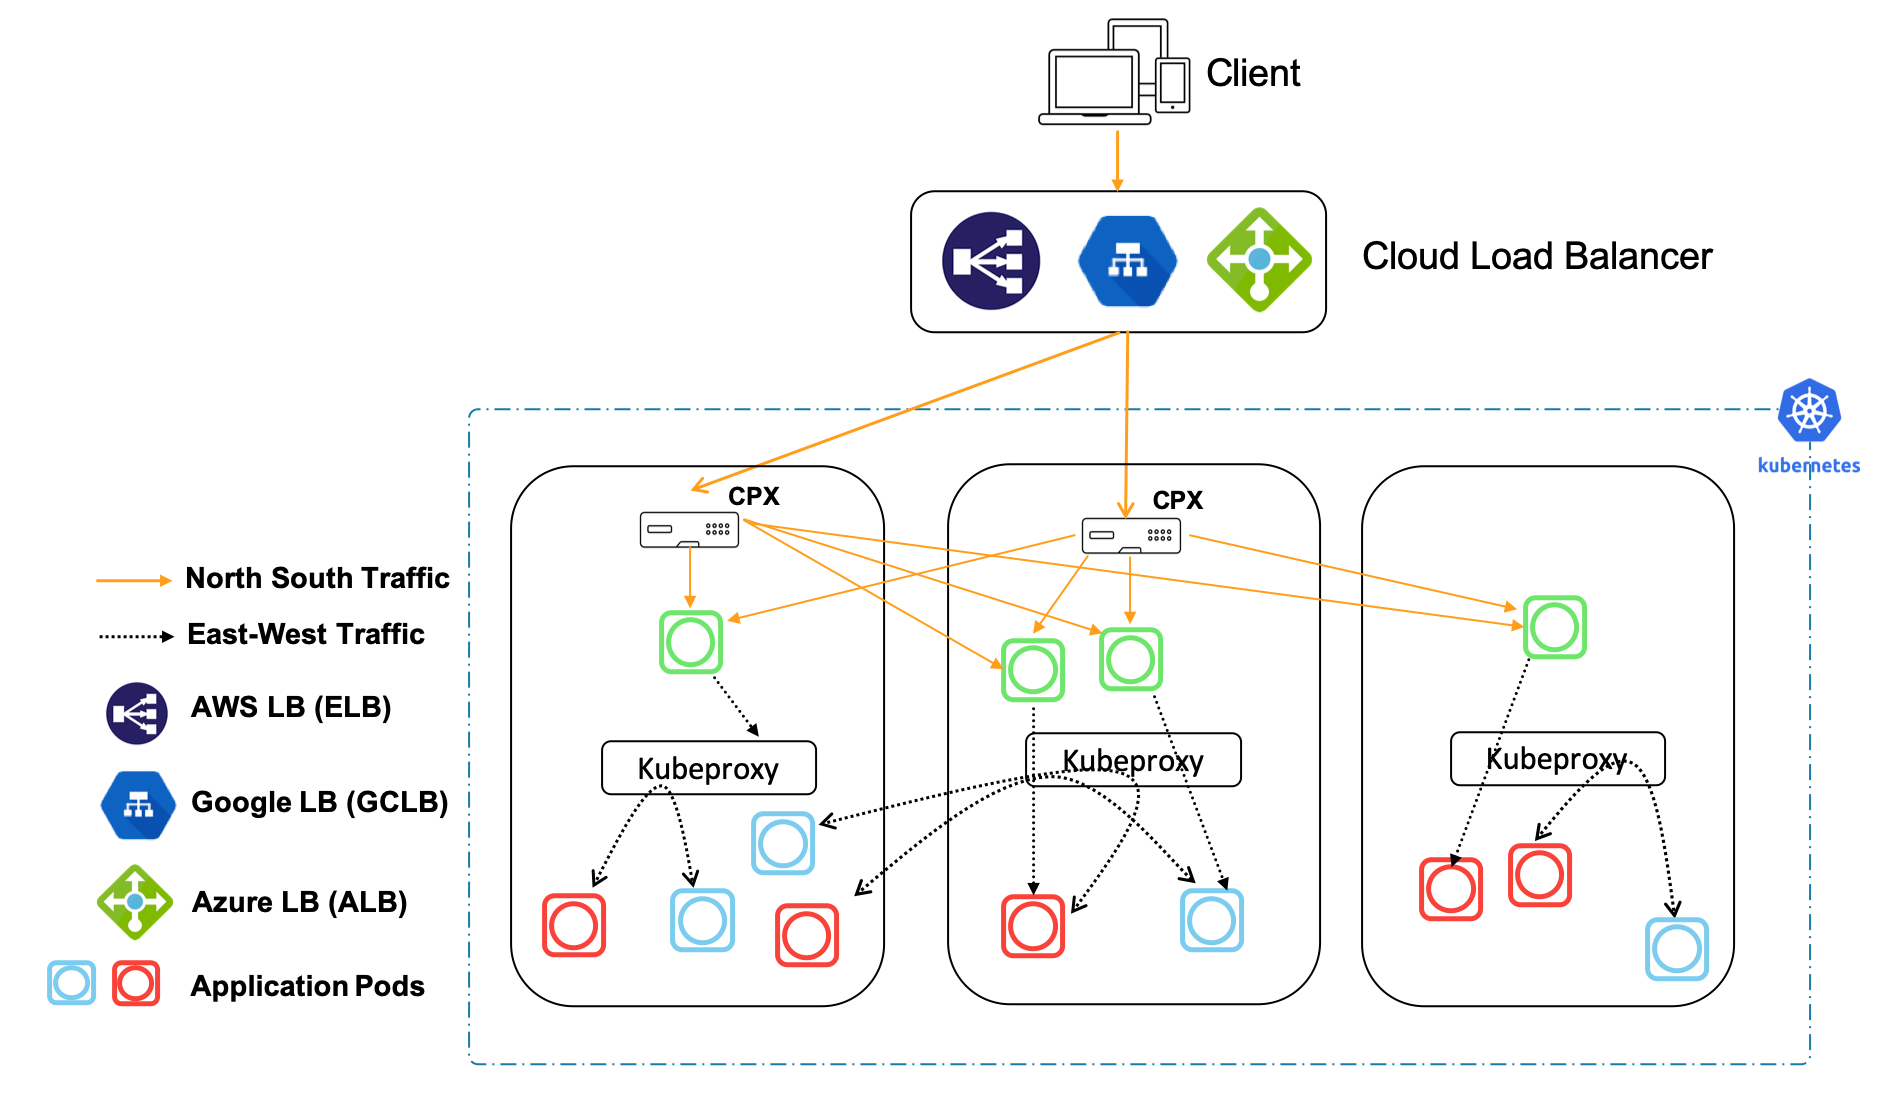 Client
Cloud Load Balancer
kubernetes
CPX
CPX
North South Traffic
East-West Traffic
AWS LB (ELB)
Kubeproxy
Kubeproxy
Kubeproxy
Google LB (GCLB)
Azure LB (ALB)
Application Pods